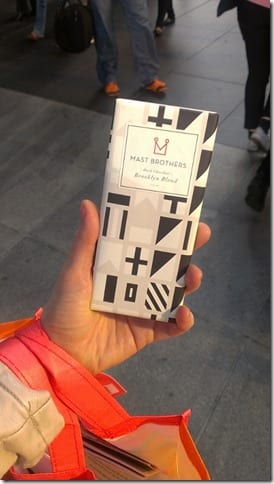 MAST BROTHERS
Dark Chocolate
Brooklyn Blend